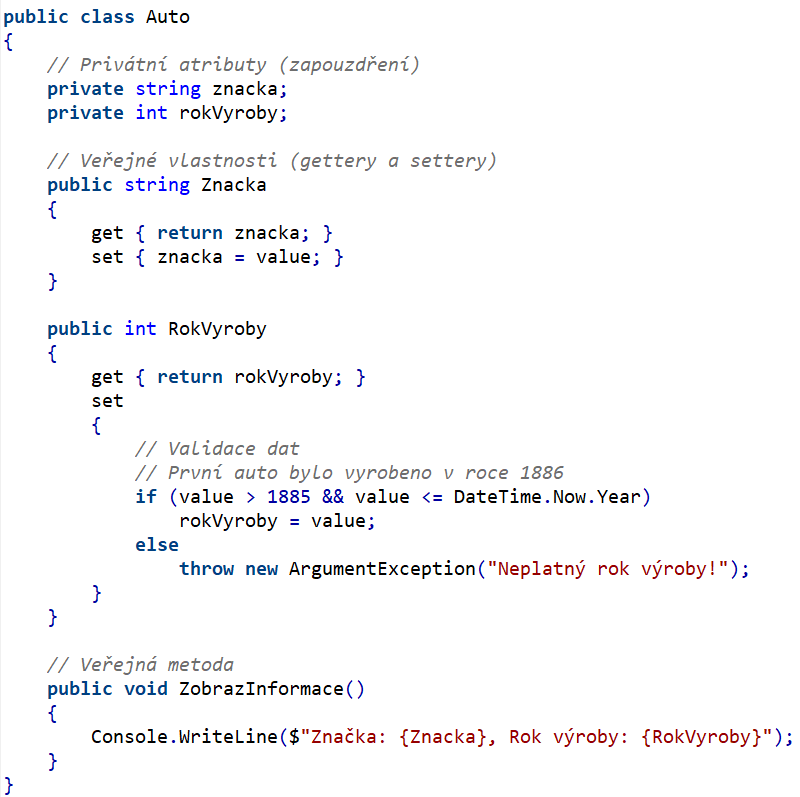 public class Auto
{
    // Privátní atributy (zapouzdření)
    private string znacka;
    private int rokVyroby;

    // Veřejné vlastnosti (gettery a settery)
    public string Znacka
    {
        get { return znacka; }
        set { znacka = value; }
    }

    public int RokVyroby
    {
        get { return rokVyroby; }
        set
        {
            // Validace dat
            // První auto bylo vyrobeno v roce 1886
            if (value > 1885 && value <= DateTime.Now.Year)
                rokVyroby = value;
            else
                throw new ArgumentException("Neplatný rok výroby!");
        }
    }

    // Veřejná metoda
    public void ZobrazInformace()
    {
        Console.WriteLine($"Značka: {Znacka}, Rok výroby: {RokVyroby}");
    }
}